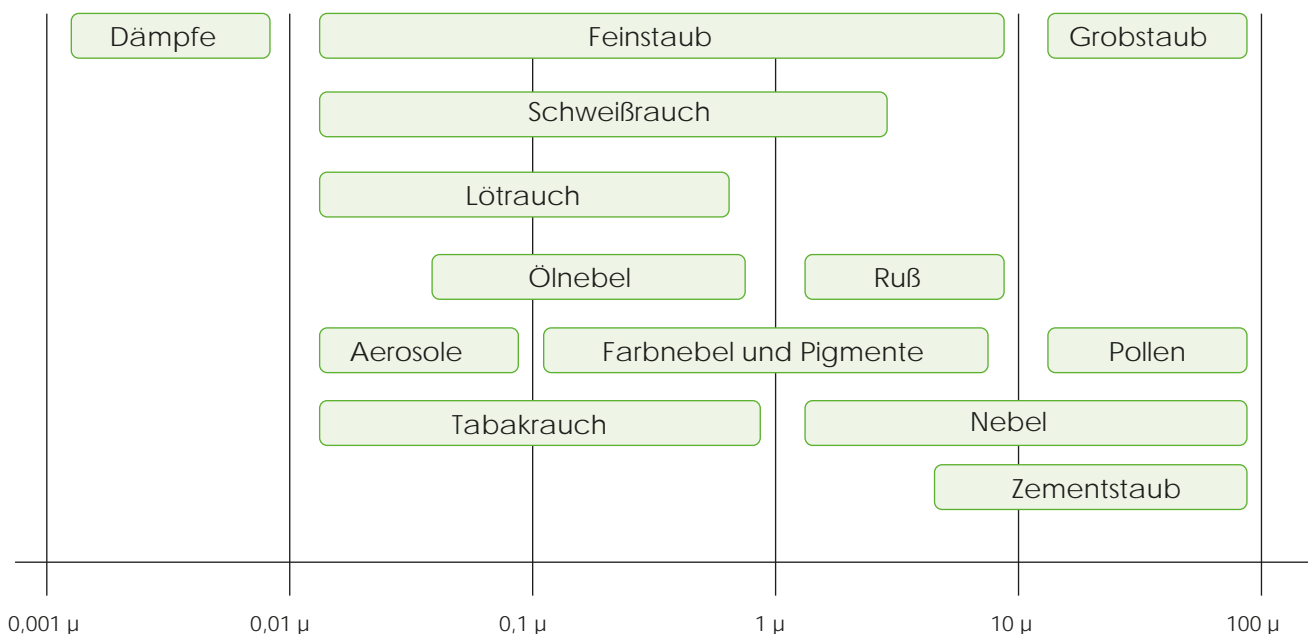 Dämpfe Feinstaub Grobstaub
Schweißrauch
Lötrauch
Ölnebel Ruß
Aerosole Farbnebel und Pigmente Pollen
Tabakrauch Nebel
Zementstaub
0,001 µ 0,01 µ 0,1 µ 1 µ 10 µ 100 µ